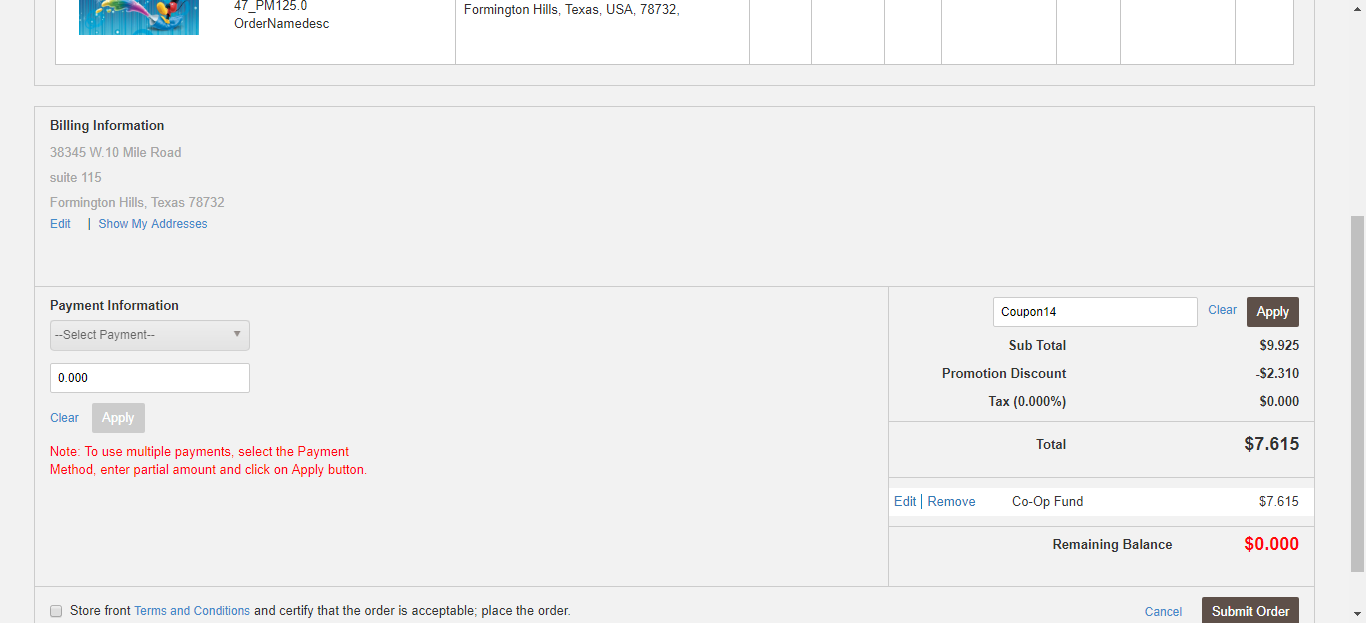 47_PM125.0
OrderNamedesc
Formington Hills, Texas, USA, 78732,
Billing Information
38345 W.10 Mile Road
suite 115
Formington Hills, Texas 78732
Edit | Show My Addresses
Payment Information
--Select Payment--
0.000
Clear Apply
Note: To use multiple payments, select the Payment
Method, enter partial amount and click on Apply button.
Coupon14 Clear Apply
Sub Total $9.925
Promotion Discount -$2.310
Tax (0.000%) $0.000
Total $7.615
Edit | Remove Co-Op Fund $7.615
Remaining Balance $0.000
Store front Terms and Conditions and certify that the order is acceptable; place the order.
Cancel Submit Order